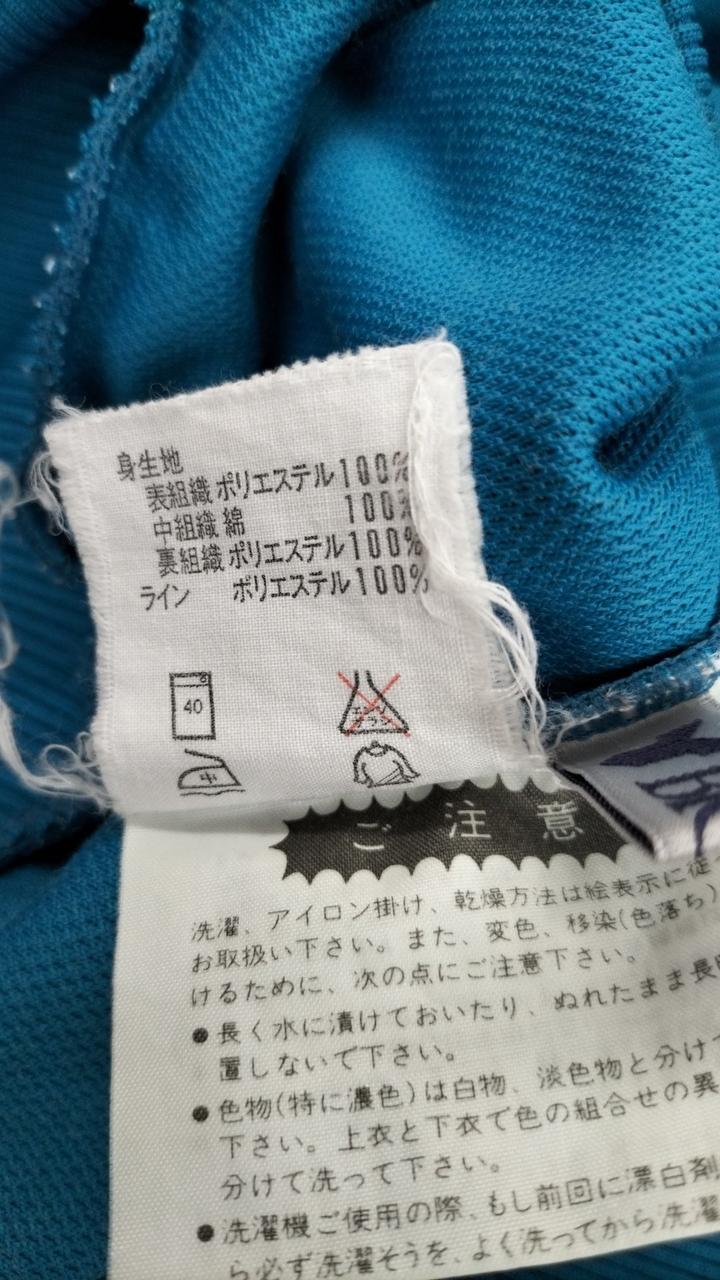 身生地
表組織 ポリエステル100%
中組織 綿 100%
裏組織 ポリエステル100%
ライン ポリエステル100%
40
エンソ
サラシ
中
ご注意
洗濯、アイロン掛け、乾燥方法は絵表示に従
お取扱い下さい。また、変色、移染(色落ち)
けるために、次の点にご注意下さい。
●長く水に漬けておいたり、ぬれたまま長
置しないで下さい。
●色物(特に濃色)は白物、淡色物と分けて
下さい。上衣と下衣で色の組合せの異
分けて洗って下さい。
●洗濯機ご使用の際、もし前回に漂白剤
ら必ず洗濯そうを、よく洗ってから洗濯